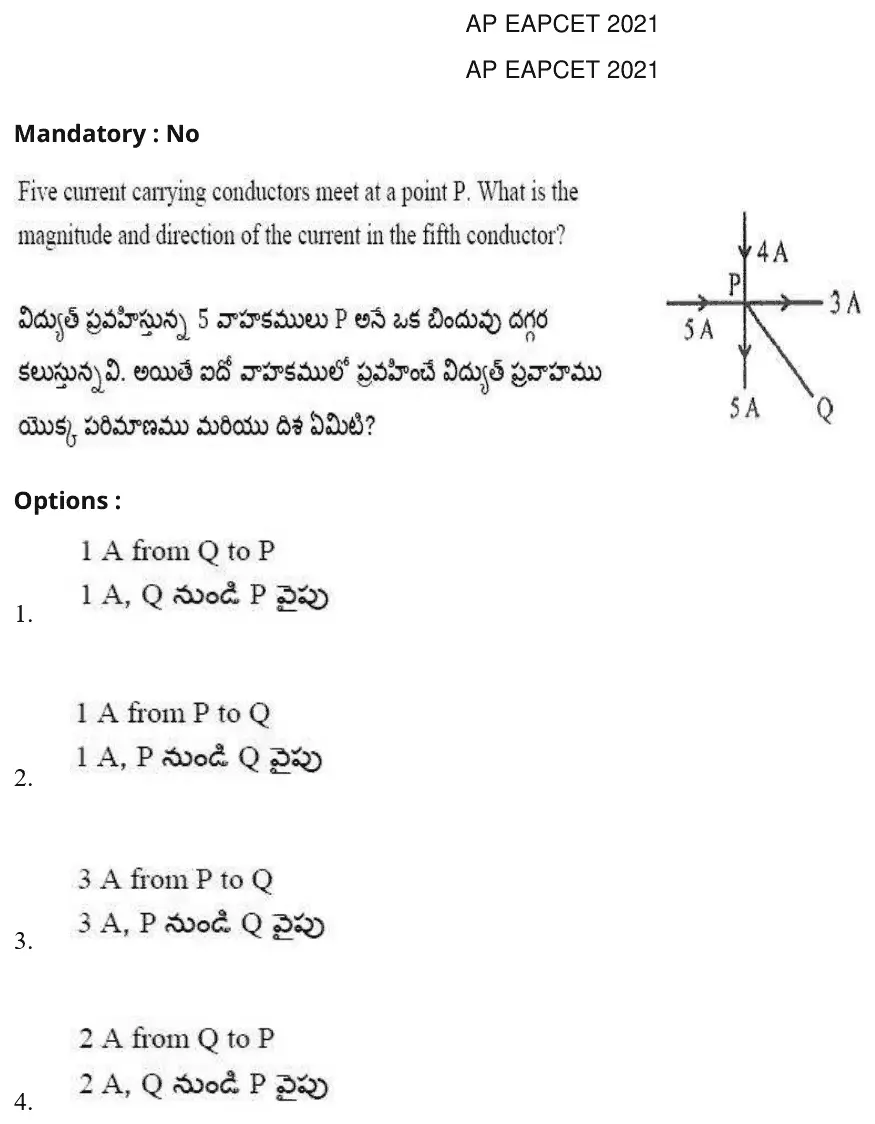 AP EAPCET 2021
AP EAPCET 2021
Mandatory : No
Five current carrying conductors meet at a point P. What is the
magnitude and direction of the current in the fifth conductor?
విద్యుత్ ప్రవహిస్తున్న 5 వాహకములు P అనే ఒక బిందువు దగ్గర
కలుస్తున్నవి. అయితే ఐదో వాహకములో ప్రవహించే విద్యుత్ ప్రవాహము
యొక్క పరిమాణము మరియు దిశ ఏమిటి?
4 A
P
3 A
5 A
5 A
Q
Options :
1 A from Q to P
1 A, Q నుండి P వైపు
1.
1 A from P to Q
1 A, P నుండి Q వైపు
2.
3 A from P to Q
3 A, P నుండి Q వైపు
3.
2 A from Q to P
2 A, Q నుండి P వైపు
4.